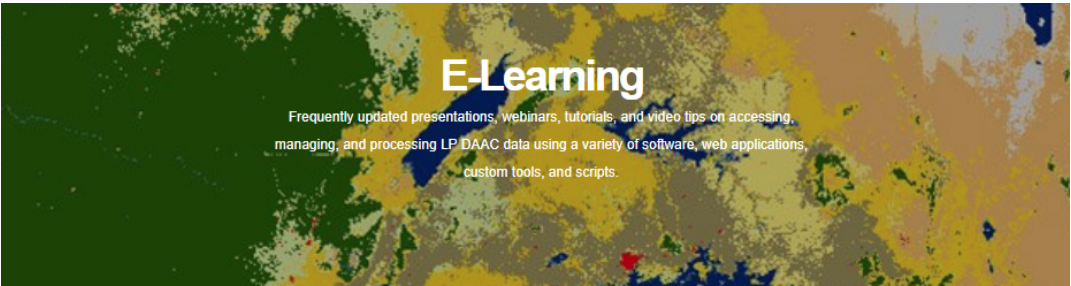 E-Learning
Frequently updated presentations, webinars, tutorials, and video tips on accessing,
managing, and processing LP DAAC data using a variety of software, web applications,
custom tools, and scripts.